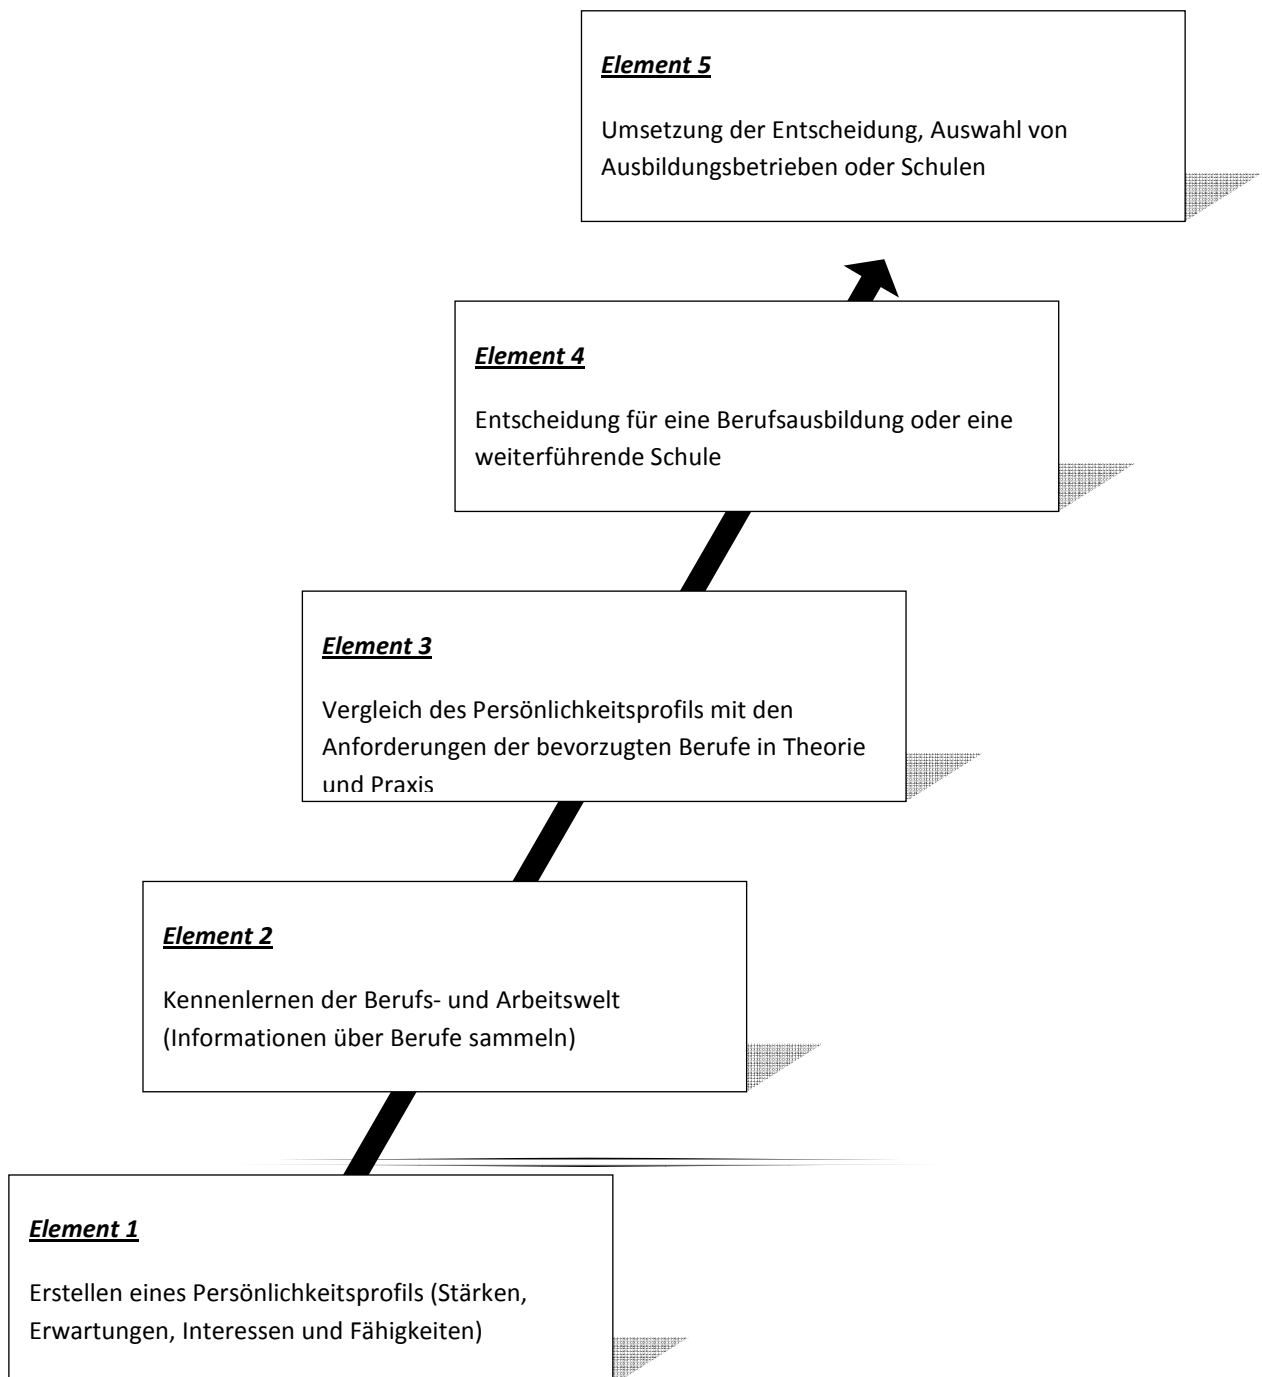 Element 5
Umsetzung der Entscheidung, Auswahl von
Ausbildungsbetrieben oder Schulen
Element 4
Entscheidung für eine Berufsausbildung oder eine
weiterführende Schule
Element 3
Vergleich des Persönlichkeitsprofils mit den
Anforderungen der bevorzugten Berufe in Theorie
und Praxis
Element 2
Kennenlernen der Berufs- und Arbeitswelt
(Informationen über Berufe sammeln)
Element 1
Erstellen eines Persönlichkeitsprofils (Stärken,
Erwartungen, Interessen und Fähigkeiten)